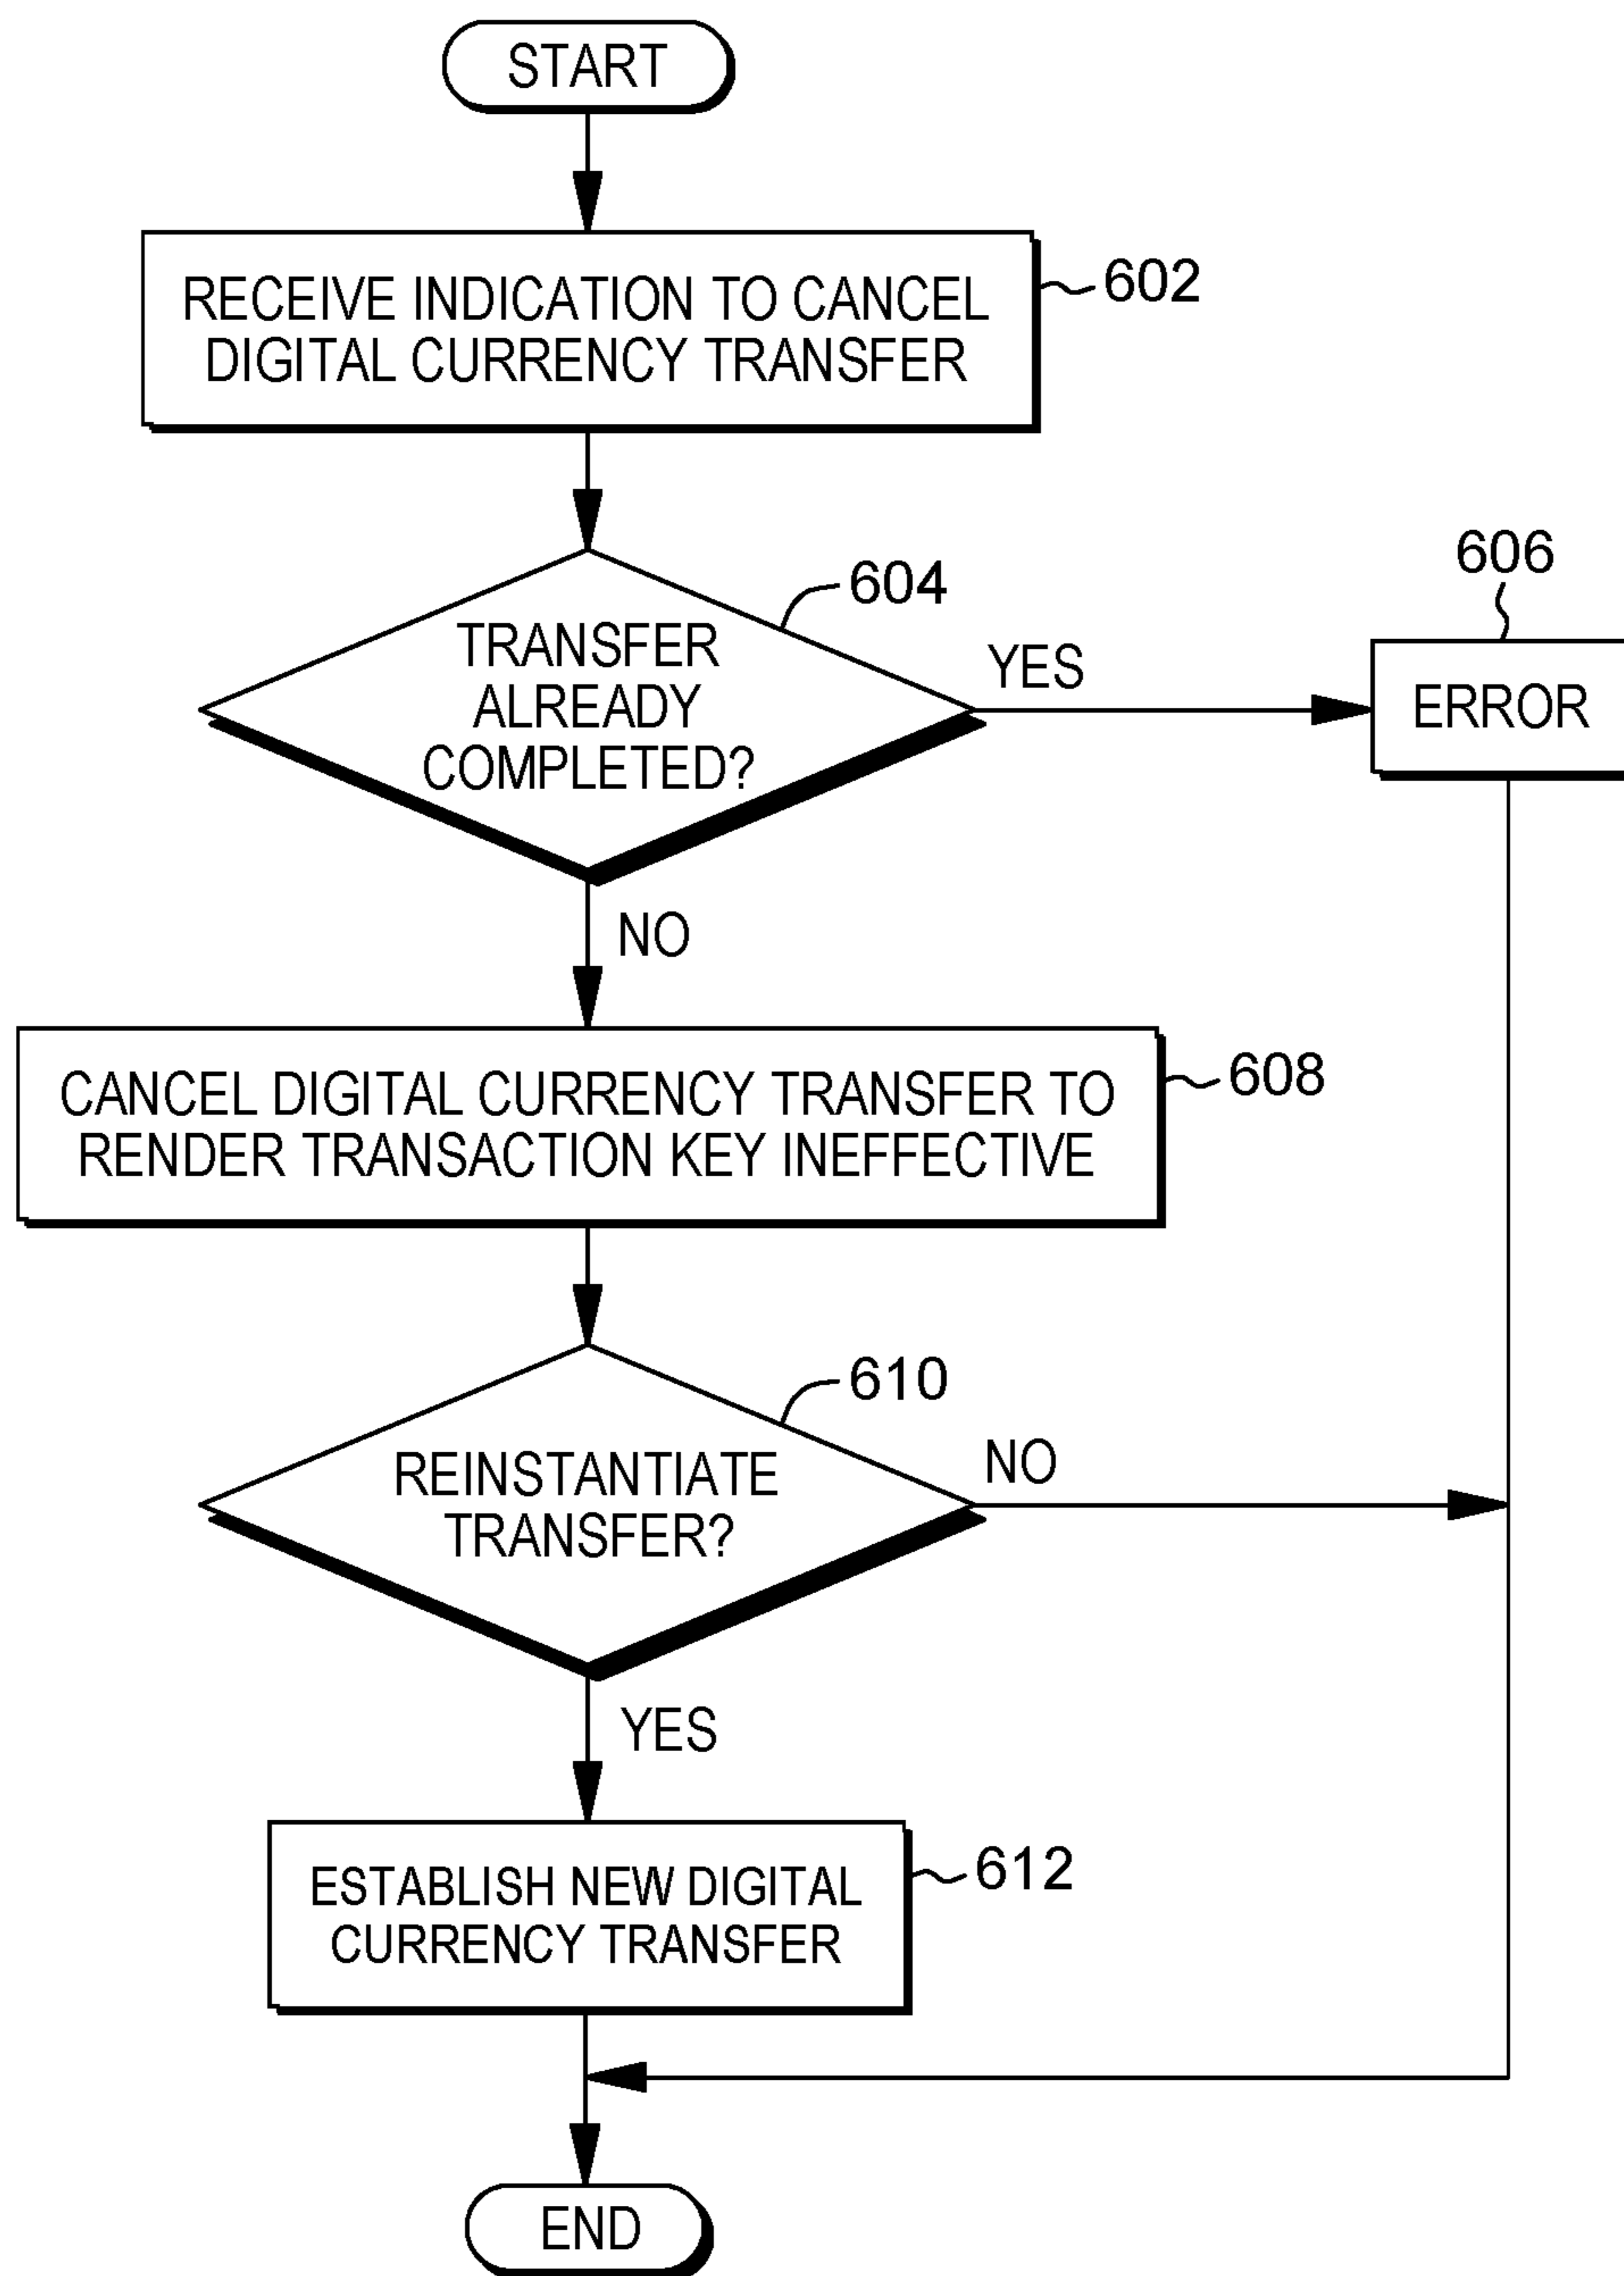 START
RECEIVE INDICATION TO CANCEL
DIGITAL CURRENCY TRANSFER
602
604
TRANSFER
ALREADY
COMPLETED?
YES
606
ERROR
NO
CANCEL DIGITAL CURRENCY TRANSFER TO
RENDER TRANSACTION KEY INEFFECTIVE
608
610
REINSTANTIATE
TRANSFER?
NO
YES
ESTABLISH NEW DIGITAL
CURRENCY TRANSFER
612
END